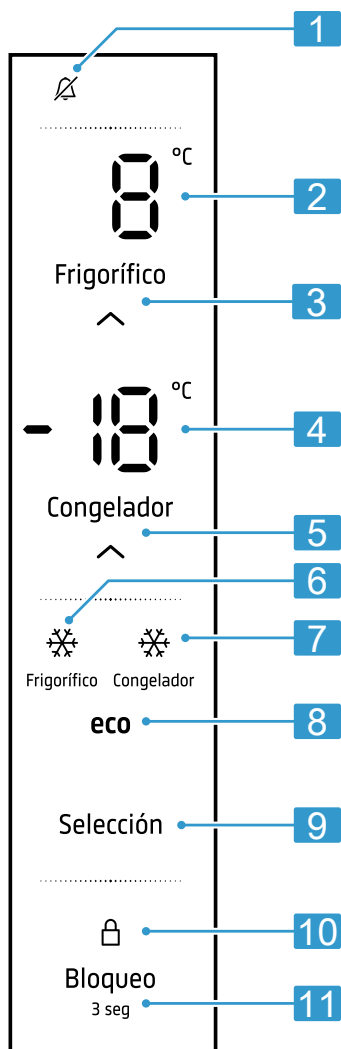 1
8 °C
2
Frigorífico
3
-18 °C
4
Congelador
5
6
7
Frigorífico Congelador
eco
8
Selección
9
10
Bloqueo
3 seg
11